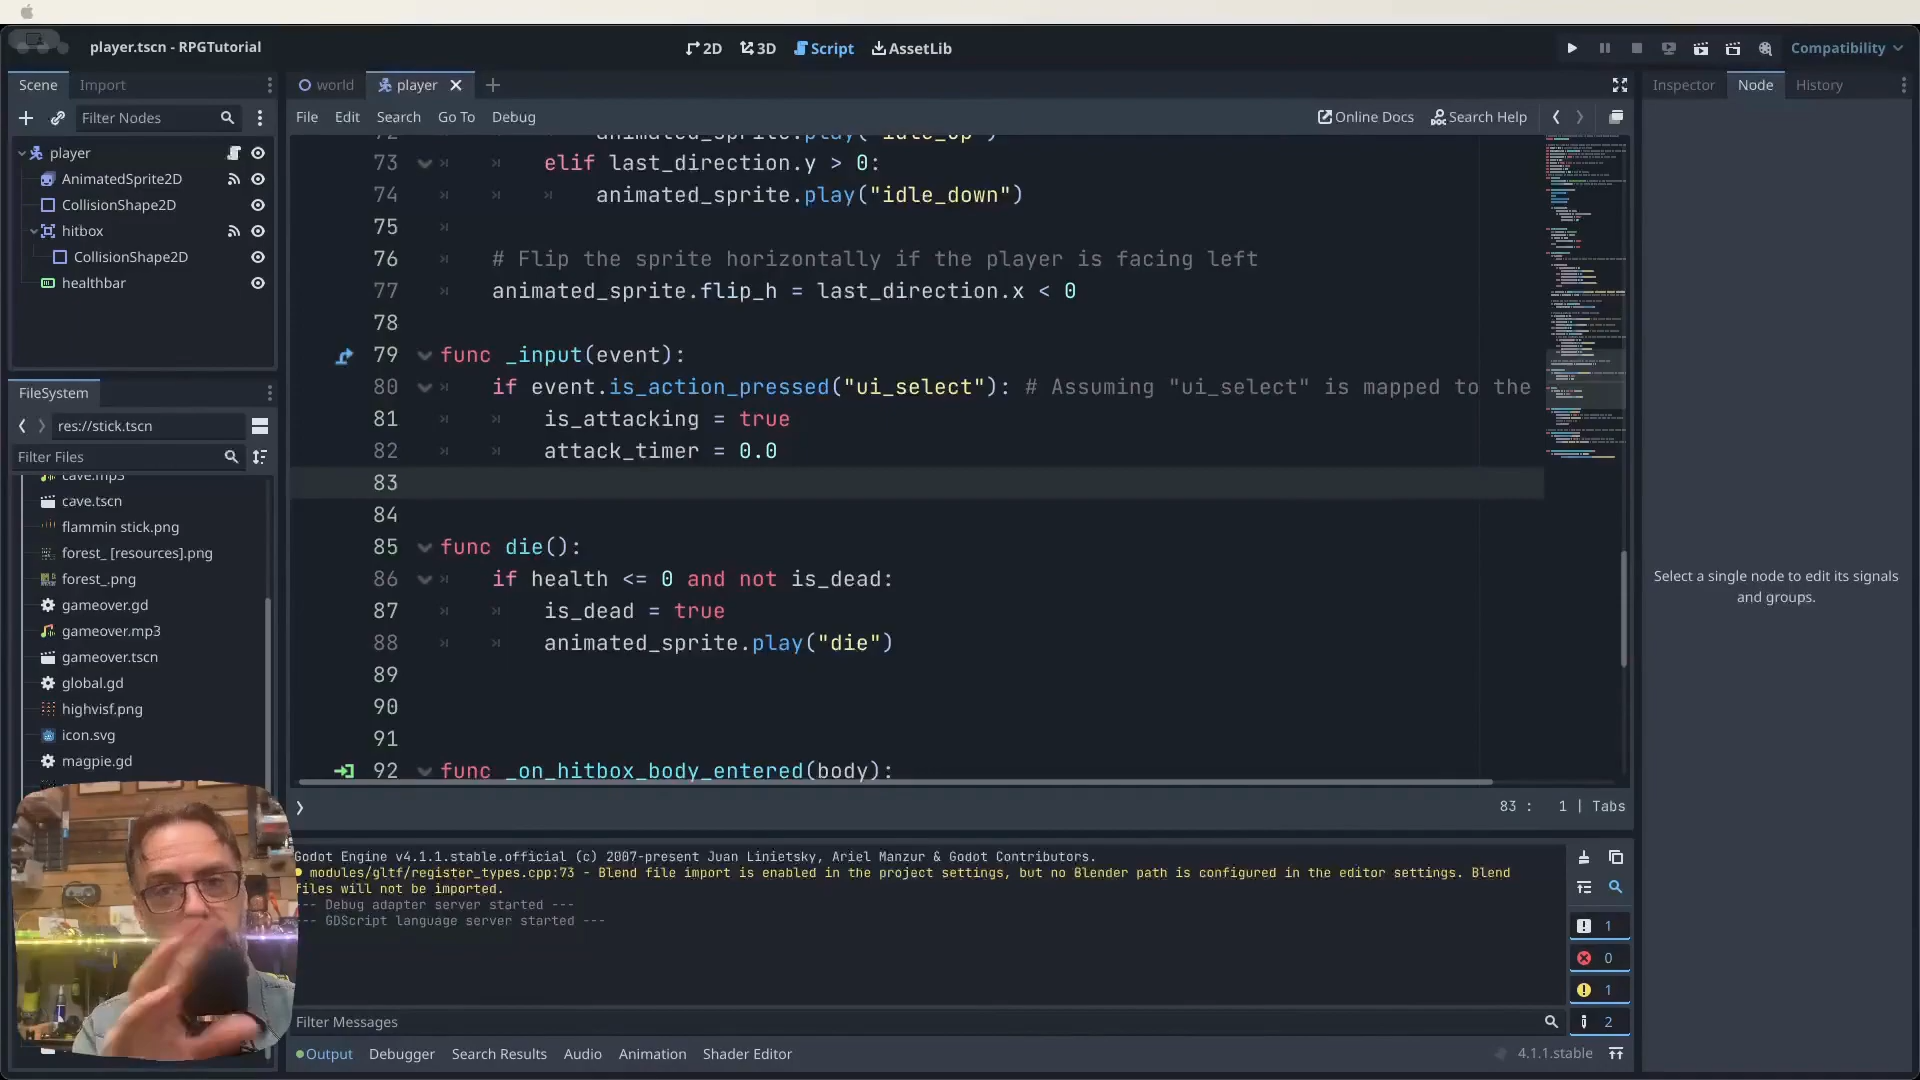 player.tscn - RPGTutorial
2D 3D Script AssetLib
Compatibility
Scene Import
Filter Nodes
player
AnimatedSprite2D
CollisionShape2D
hitbox
CollisionShape2D
healthbar
FileSystem
res://stick.tscn
Filter Files
cave.mp3
cave.tscn
flammin stick.png
forest_ [resources].png
forest_.png
gameover.gd
gameover.mp3
gameover.tscn
global.gd
highvisf.png
icon.svg
magpie.gd
world player
File Edit Search Go To Debug
Online Docs Search Help
72 animated_sprite.play("idle_up")
73 elif last_direction.y > 0:
74 animated_sprite.play("idle_down")
75
76 # Flip the sprite horizontally if the player is facing left
77 animated_sprite.flip_h = last_direction.x < 0
78
79 func _input(event):
80 if event.is_action_pressed("ui_select"): # Assuming "ui_select" is mapped to the
81 is_attacking = true
82 attack_timer = 0.0
83
84
85 func die():
86 if health <= 0 and not is_dead:
87 is_dead = true
88 animated_sprite.play("die")
89
90
91
92 func _on_hitbox_body_entered(body):
83 : 1 | Tabs
Godot Engine v4.1.1.stable.official (c) 2007-present Juan Linietsky, Ariel Manzur & Godot Contributors.
modules/gltf/register_types.cpp:73 - Blend file import is enabled in the project settings, but no Blender path is configured in the editor settings. Blend
files will not be imported.
--- Debug adapter server started ---
--- GDScript language server started ---
1
0
1
2
Filter Messages
Output Debugger Search Results Audio Animation Shader Editor
4.1.1.stable
Inspector Node History
Select a single node to edit its signals
and groups.